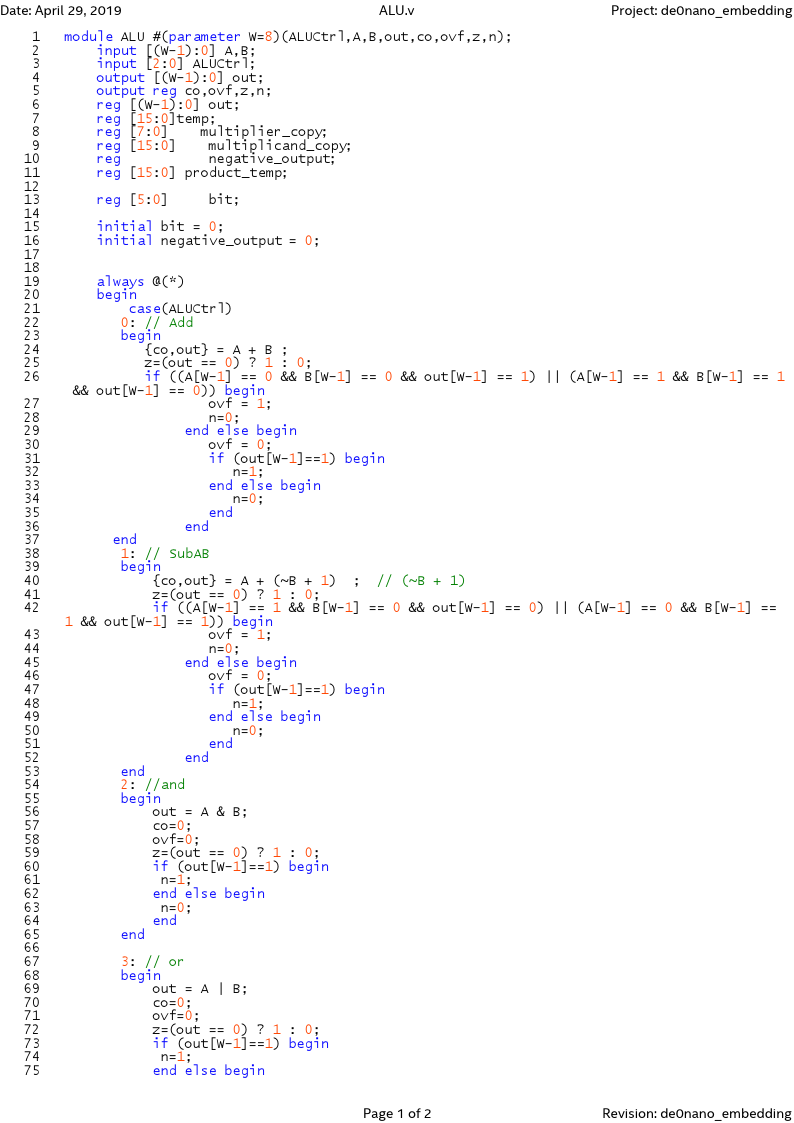 Date: April 29, 2019 ALU.v Project: de0nano_embedding
1 module ALU #(parameter W=8)(ALUCtrl,A,B,out,co,ovf,z,n);
2 input [(W-1):0] A,B;
3 input [2:0] ALUCtrl;
4 output [(W-1):0] out;
5 output reg co,ovf,z,n;
6 reg [(W-1):0] out;
7 reg [15:0]temp;
8 reg [7:0] multiplier_copy;
9 reg [15:0] multiplicand_copy;
10 reg negative_output;
11 reg [15:0] product_temp;
12
13 reg [5:0] bit;
14
15 initial bit = 0;
16 initial negative_output = 0;
17
18
19 always @(*)
20 begin
21 case(ALUCtrl)
22 0: // Add
23 begin
24 {co,out} = A + B ;
25 z=(out == 0) ? 1 : 0;
26 if ((A[W-1] == 0 && B[W-1] == 0 && out[W-1] == 1) || (A[W-1] == 1 && B[W-1] == 1
&& out[W-1] == 0)) begin
27 ovf = 1;
28 n=0;
29 end else begin
30 ovf = 0;
31 if (out[W-1]==1) begin
32 n=1;
33 end else begin
34 n=0;
35 end
36 end
37 end
38 1: // SubAB
39 begin
40 {co,out} = A + (~B + 1) ; // (~B + 1)
41 z=(out == 0) ? 1 : 0;
42 if ((A[W-1] == 1 && B[W-1] == 0 && out[W-1] == 0) || (A[W-1] == 0 && B[W-1] ==
1 && out[W-1] == 1)) begin
43 ovf = 1;
44 n=0;
45 end else begin
46 ovf = 0;
47 if (out[W-1]==1) begin
48 n=1;
49 end else begin
50 n=0;
51 end
52 end
53 end
54 2: //and
55 begin
56 out = A & B;
57 co=0;
58 ovf=0;
59 z=(out == 0) ? 1 : 0;
60 if (out[W-1]==1) begin
61 n=1;
62 end else begin
63 n=0;
64 end
65 end
66
67 3: // or
68 begin
69 out = A | B;
70 co=0;
71 ovf=0;
72 z=(out == 0) ? 1 : 0;
73 if (out[W-1]==1) begin
74 n=1;
75 end else begin
Page 1 of 2 Revision: de0nano_embedding